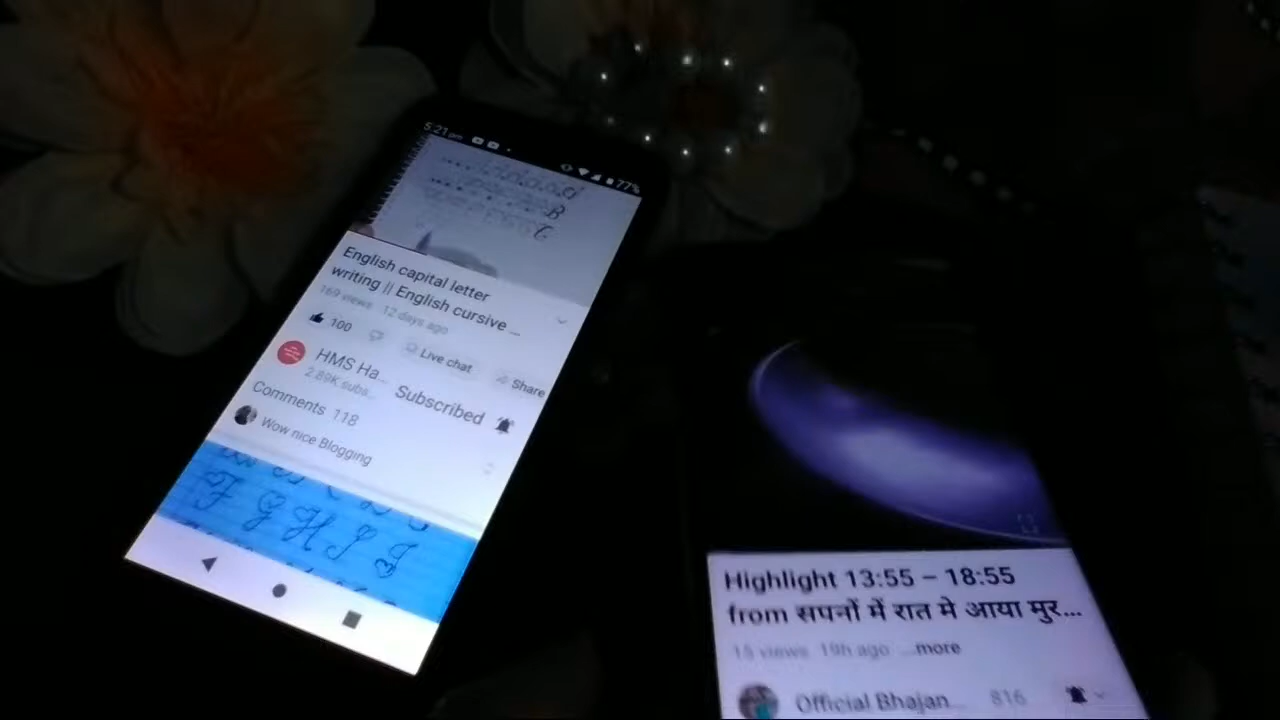 5:21 pm
77%
B
C
English capital letter
writing || English cursive ...
169 views 12 days ago
100
Live chat
Share
HMS Ha...
2.89K subs...
Subscribed
Comments 118
Wow nice Blogging
F G H I J
Highlight 13:55 – 18:55
from सपनों में रात मे आया मुर...
15 views 19h ago ...more
Official Bhajan... 816